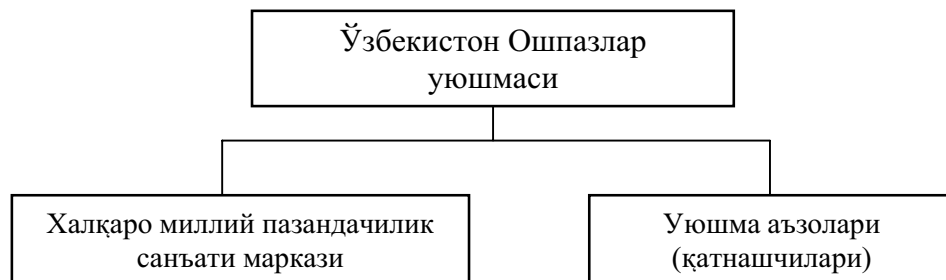 Ўзбекистон Ошпазлар
уюшмаси
Халқаро миллий пазандачилик
санъати маркази
Уюшма аъзолари
(қатнашчилари)